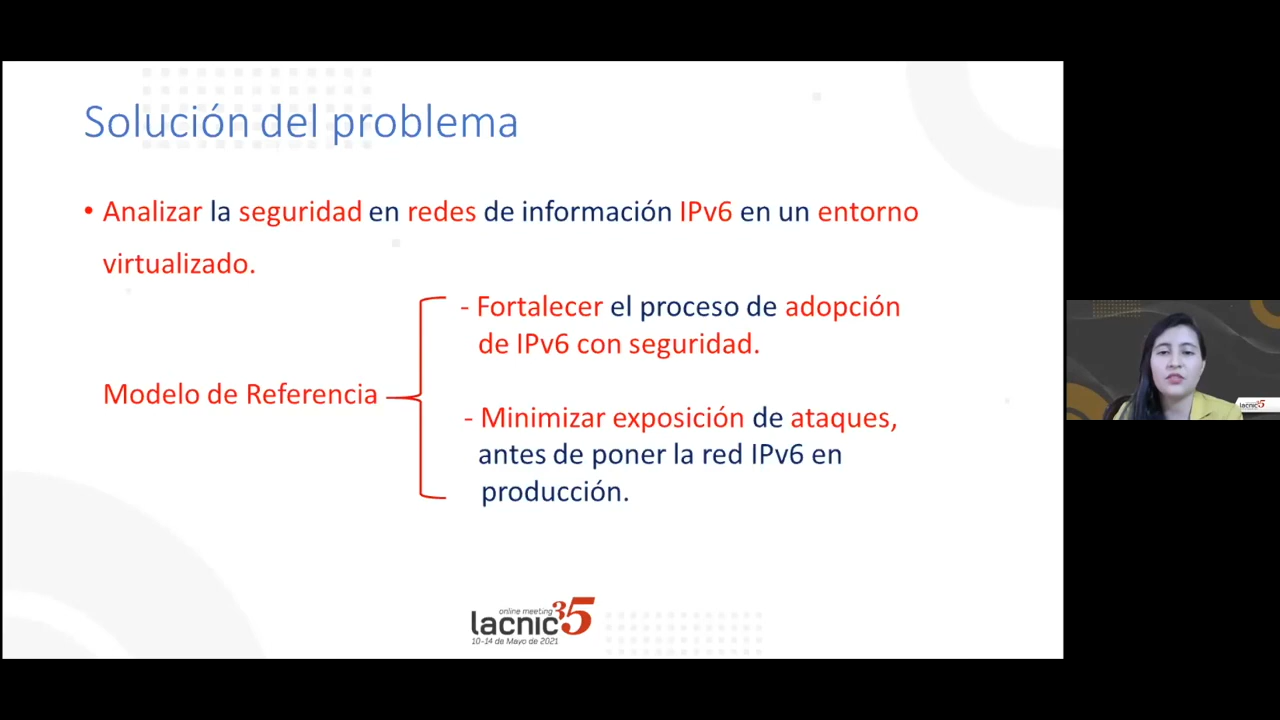 Solución del problema
• Analizar la seguridad en redes de información IPv6 en un entorno
virtualizado.
Modelo de Referencia
- Fortalecer el proceso de adopción
de IPv6 con seguridad.
- Minimizar exposición de ataques,
antes de poner la red IPv6 en
producción.
online meeting
lacnic35
10-14 de Mayo de 2021
lacnic35